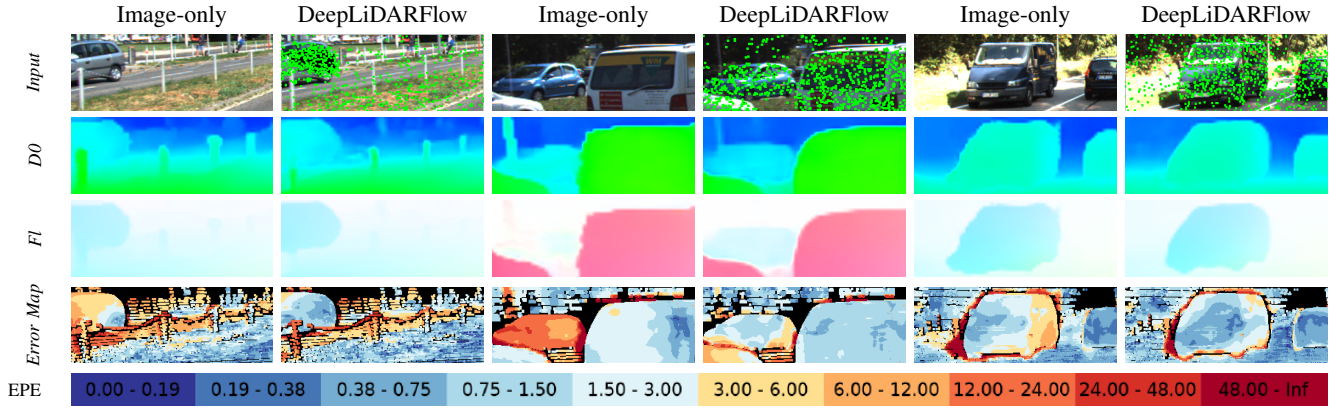 Image-only DeepLiDARFlow Image-only DeepLiDARFlow Image-only DeepLiDARFlow
Input
WM
D0
Fl
Error Map
EPE 0.00 - 0.19 0.19 - 0.38 0.38 - 0.75 0.75 - 1.50 1.50 - 3.00 3.00 - 6.00 6.00 - 12.00 12.00 - 24.00 24.00 - 48.00 48.00 - Inf